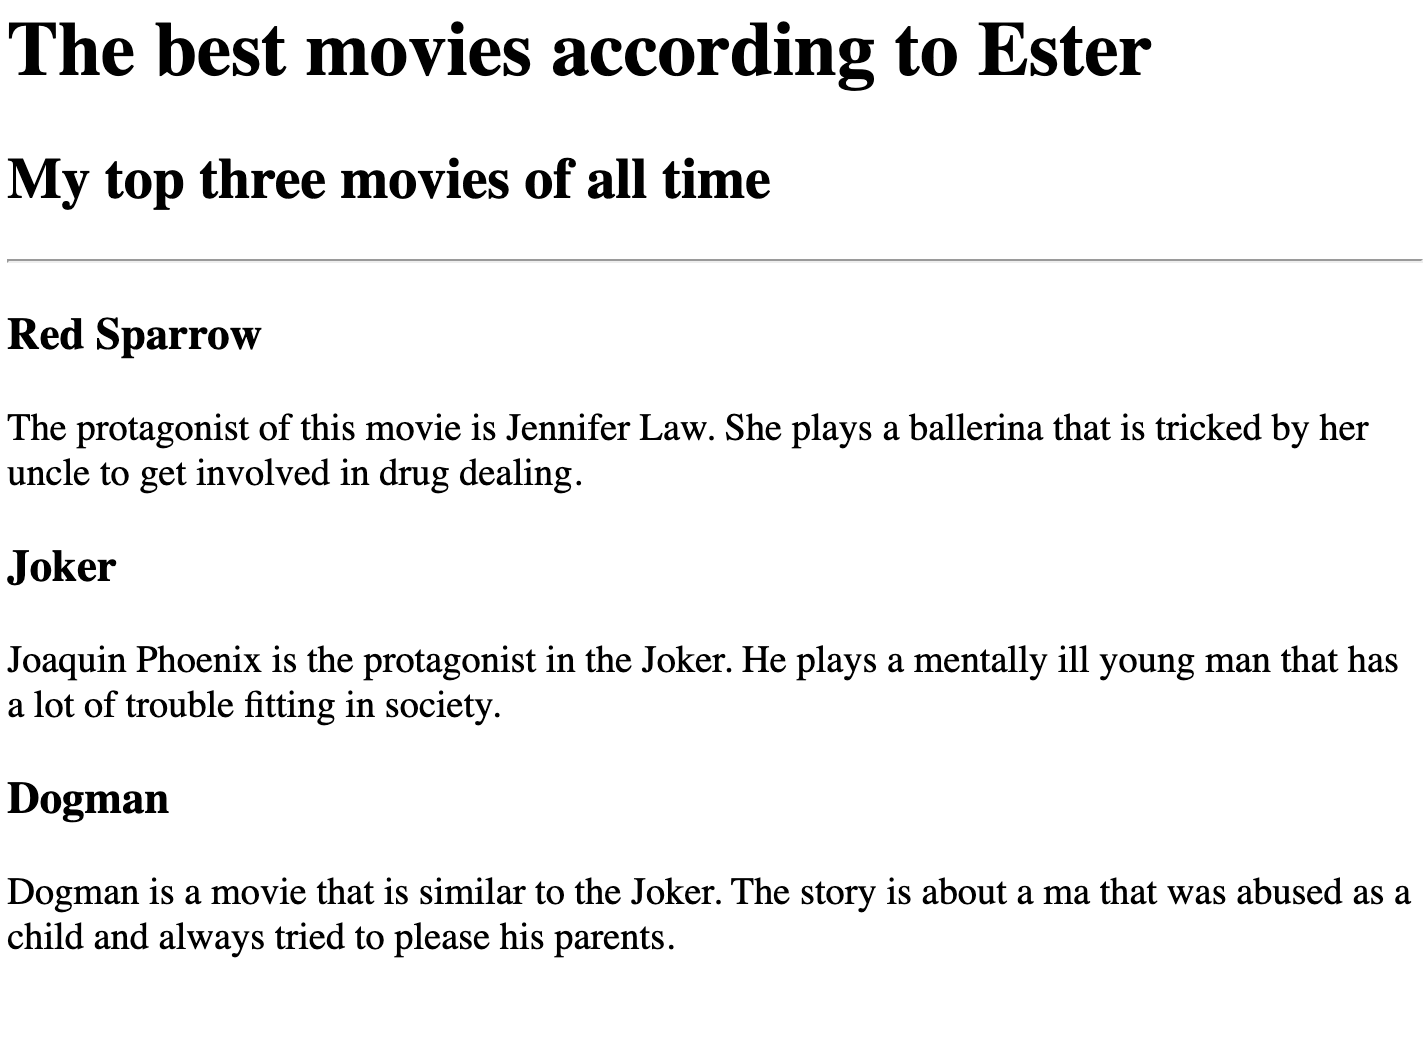 The best movies according to Ester
My top three movies of all time
Red Sparrow
The protagonist of this movie is Jennifer Law. She plays a ballerina that is tricked by her
uncle to get involved in drug dealing.
Joker
Joaquin Phoenix is the protagonist in the Joker. He plays a mentally ill young man that has
a lot of trouble fitting in society.
Dogman
Dogman is a movie that is similar to the Joker. The story is about a ma that was abused as a
child and always tried to please his parents.